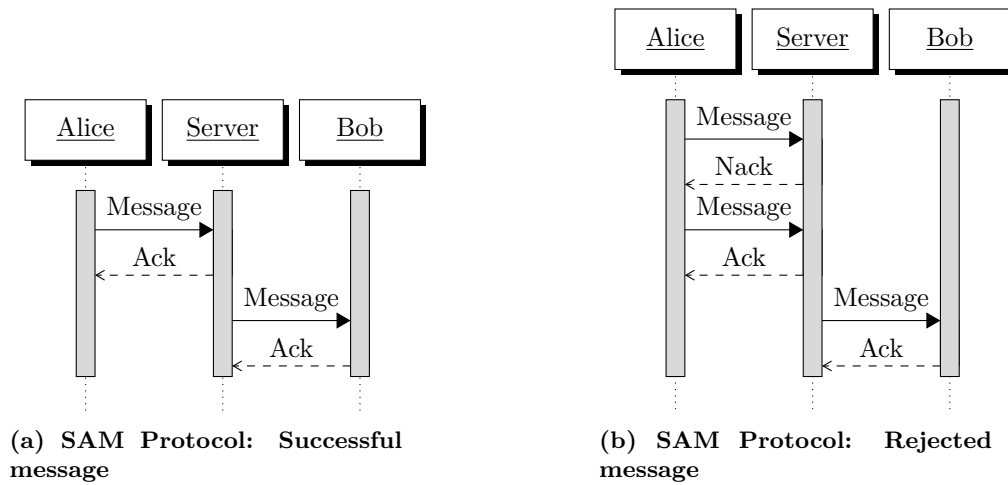 Alice
Server
Bob
Message
Ack
Message
Ack
(a) SAM Protocol: Successful
message
Alice
Server
Bob
Message
Nack
Message
Ack
Message
Ack
(b) SAM Protocol: Rejected
message